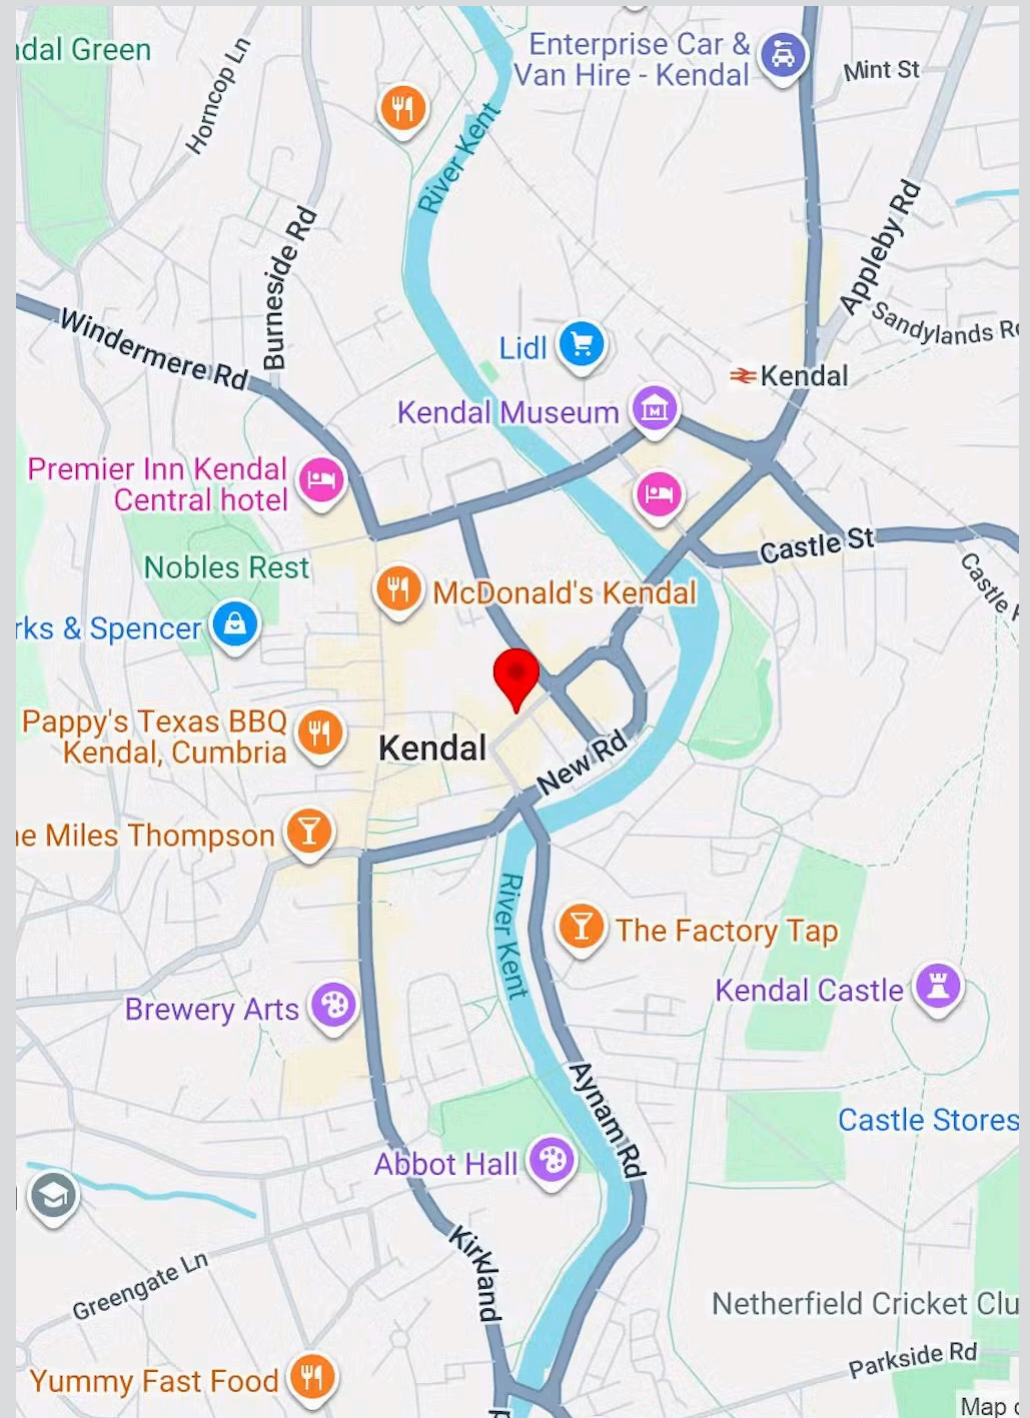 dal Green
Enterprise Car &
Van Hire - Kendal
Mint St
Horncop Ln
River Kent
Appleby Rd
Burneside Rd
Sandylands R
Windermere Rd
Lidl
Kendal
Kendal Museum
M
Premier Inn Kendal
Central hotel
Castle St
Castle
Nobles Rest
McDonald's Kendal
rks & Spencer
Pappy's Texas BBQ
Kendal, Cumbria
Kendal
New Rd
e Miles Thompson
River Kent
The Factory Tap
Kendal Castle
Brewery Arts
Aynam Rd
Castle Stores
Abbot Hall
Kirkland
Greengate Ln
Netherfield Cricket Clu
Parkside Rd
Yummy Fast Food
Map